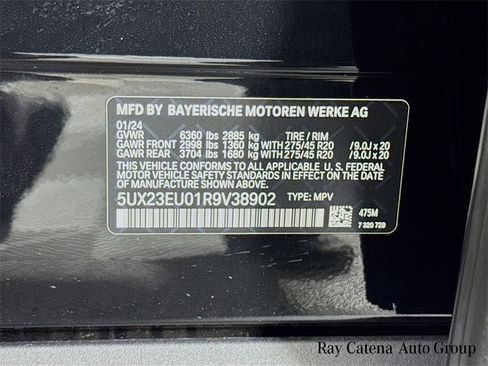 MFD BY BAYERISCHE MOTOREN WERKE AG
01/24
GVWR 6360 lbs 2885 kg TIRE / RIM
GAWR FRONT 2998 lbs 1360 kg WITH 275/45 R20 / 9.0J x 20
GAWR REAR 3704 lbs 1680 kg WITH 275/45 R20 / 9.0J x 20
THIS VEHICLE CONFORMS TO ALL APPLICABLE U. S. FEDERAL
MOTOR VEHICLE SAFETY STANDARDS IN EFFECT
ON THE DATE OF MANUFACTURE SHOWN ABOVE.
5UX23EU01R9V38902 TYPE: MPV
475M
7 320 729
Ray Catena Auto Group